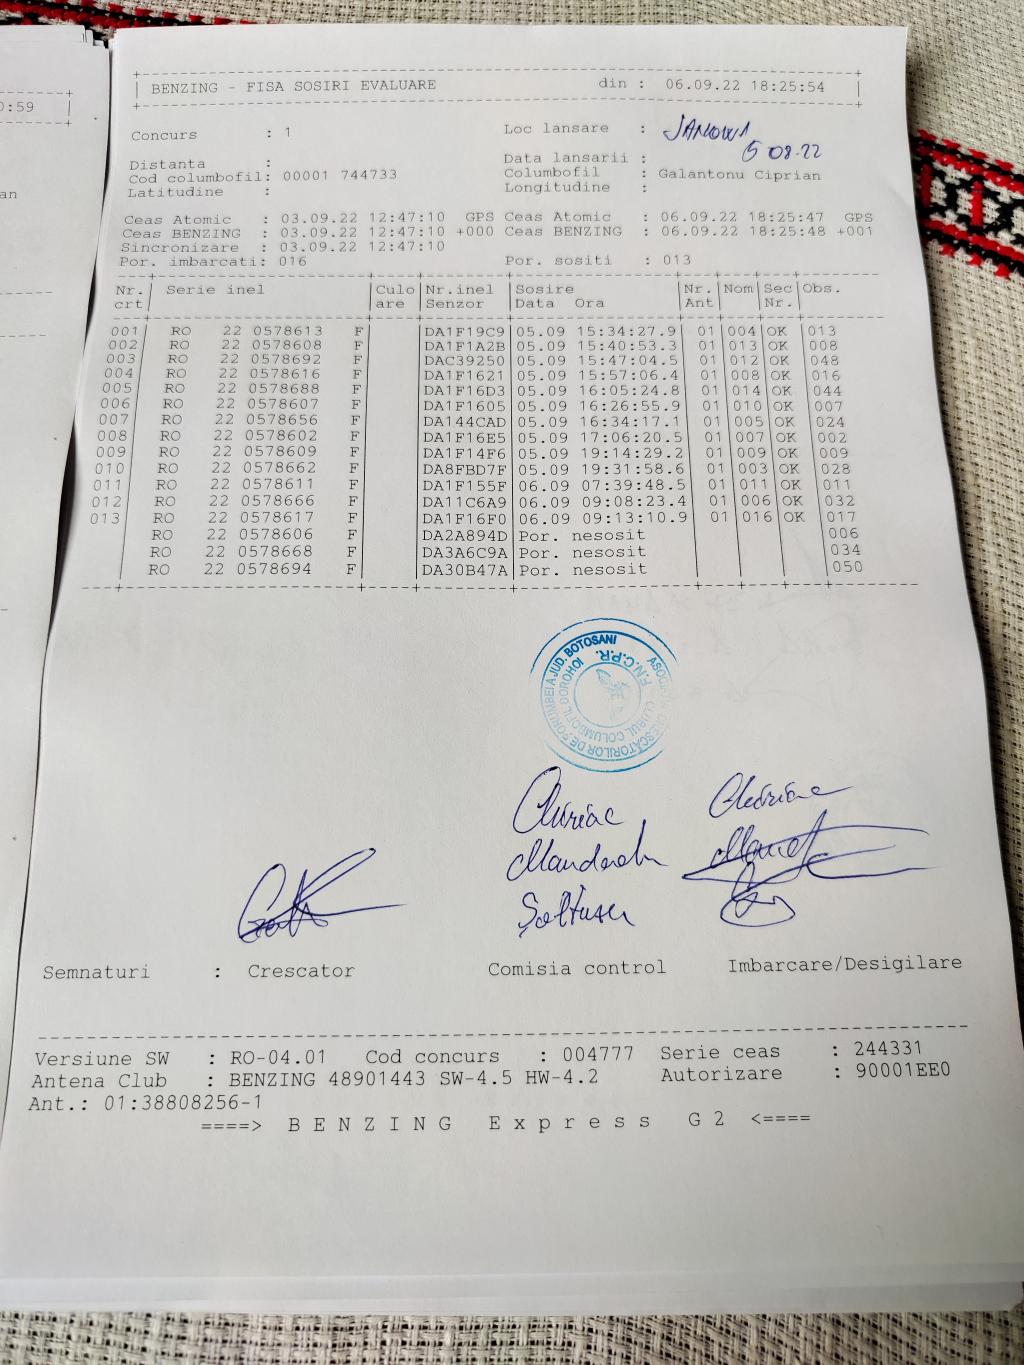 0:59
an
BENZING - FISA SOSIRI EVALUARE din : 06.09.22 18:25:54
Concurs : 1 Loc lansare :
5 08.22
Distanta : Data lansarii :
Cod columbofil: 00001 744733 Columbofil : Galantonu Ciprian
Latitudine : Longitudine :
Ceas Atomic : 03.09.22 12:47:10 GPS Ceas Atomic : 06.09.22 18:25:47 GPS
Ceas BENZING : 03.09.22 12:47:10 +000 Ceas BENZING : 06.09.22 18:25:48 +001
Sincronizare : 03.09.22 12:47:10
Por. imbarcati: 016 Por. sositi : 013
Nr. Serie inel Culo Nr.inel Sosire Nr. Nom Sec Obs.
crt are Senzor Data Ora Ant Nr.
001 RO 22 0578613 F DA1F19C9 05.09 15:34:27.9 01 004 OK 013
002 RO 22 0578608 F DA1F1A2B 05.09 15:40:53.3 01 013 OK 008
003 RO 22 0578692 F DAC39250 05.09 15:47:04.5 01 012 OK 048
004 RO 22 0578616 F DA1F1621 05.09 15:57:06.4 01 008 OK 016
005 RO 22 0578688 F DA1F16D3 05.09 16:05:24.8 01 014 OK 044
006 RO 22 0578607 F DA1F1605 05.09 16:26:55.9 01 010 OK 007
007 RO 22 0578656 F DA144CAD 05.09 16:34:17.1 01 005 OK 024
008 RO 22 0578602 F DA1F16E5 05.09 17:06:20.5 01 007 OK 002
009 RO 22 0578609 F DA1F14F6 05.09 19:14:29.2 01 009 OK 009
010 RO 22 0578662 F DA8FBD7F 05.09 19:31:58.6 01 003 OK 028
011 RO 22 0578611 F DA1F155F 06.09 07:39:48.5 01 011 OK 011
012 RO 22 0578666 F DA11C6A9 06.09 09:08:23.4 01 006 OK 032
013 RO 22 0578617 F DA1F16F0 06.09 09:13:10.9 01 016 OK 017
RO 22 0578606 F DA2A894D Por. nesosit 006
RO 22 0578668 F DA3A6C9A Por. nesosit 034
RO 22 0578694 F DA30B47A Por. nesosit 050
ASOCIAȚIA CRESCĂTORILOR DE PORUMBEI A JUD. BOTOSANI
F.N.C.P.R.
CLUBUL COLUMBOFIL DOROHOI
Semnaturi : Crescator Comisia control Imbarcare/Desigilare
Versiune SW : RO-04.01 Cod concurs : 004777 Serie ceas : 244331
Antena Club : BENZING 48901443 SW-4.5 HW-4.2 Autorizare : 90001EE0
Ant.: 01:38808256-1
====> BENZING Express G2 <====